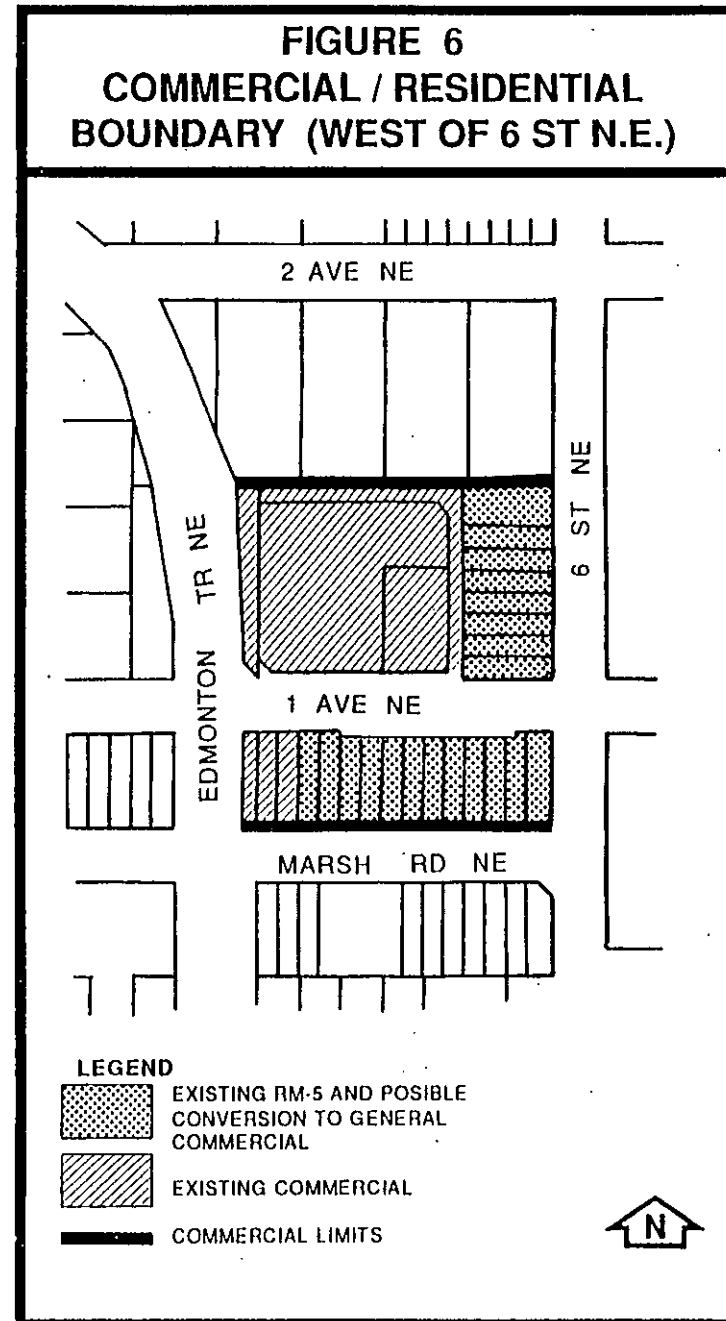 FIGURE 6
COMMERCIAL / RESIDENTIAL
BOUNDARY (WEST OF 6 ST N.E.)
2 AVE NE
6 ST NE
EDMONTON TR NE
1 AVE NE
MARSH RD NE
LEGEND
EXISTING RM-5 AND POSIBLE
CONVERSION TO GENERAL
COMMERCIAL
EXISTING COMMERCIAL
COMMERCIAL LIMITS
N